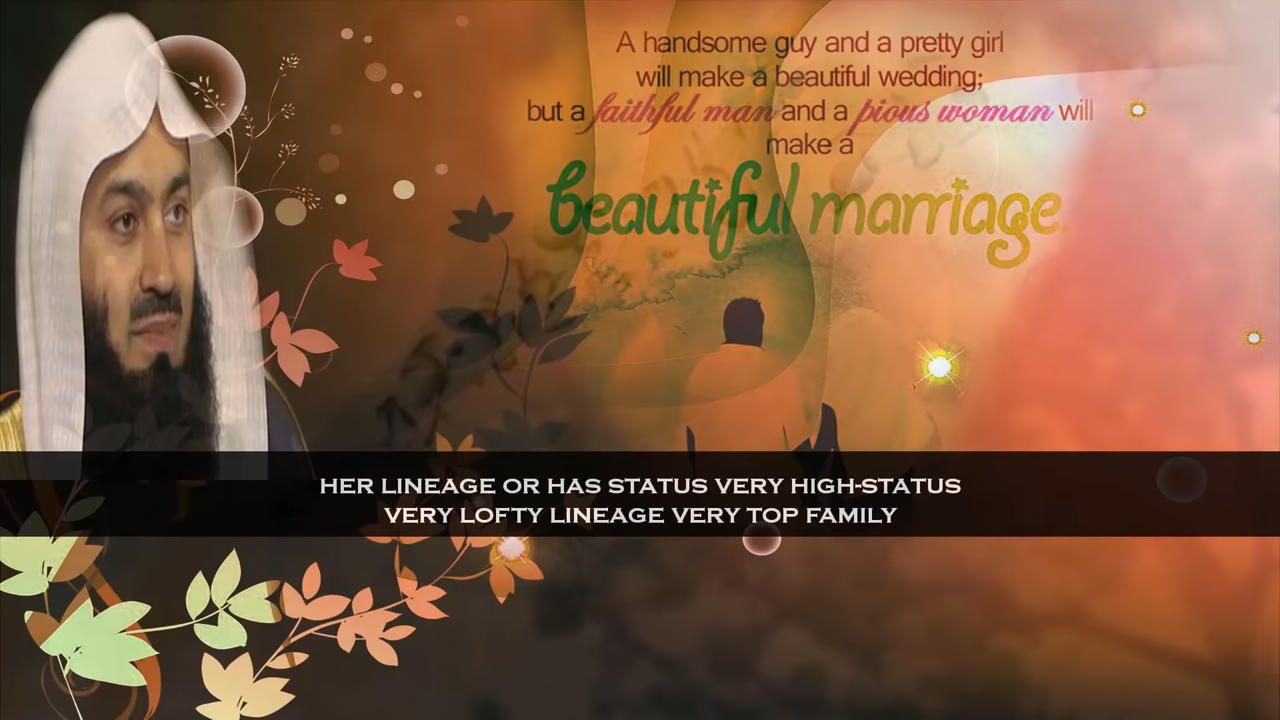 A handsome guy and a pretty girl
will make a beautiful wedding;
but a faithful man and a pious woman will
make a
beautiful marriage.
HER LINEAGE OR HAS STATUS VERY HIGH-STATUS
VERY LOFTY LINEAGE VERY TOP FAMILY